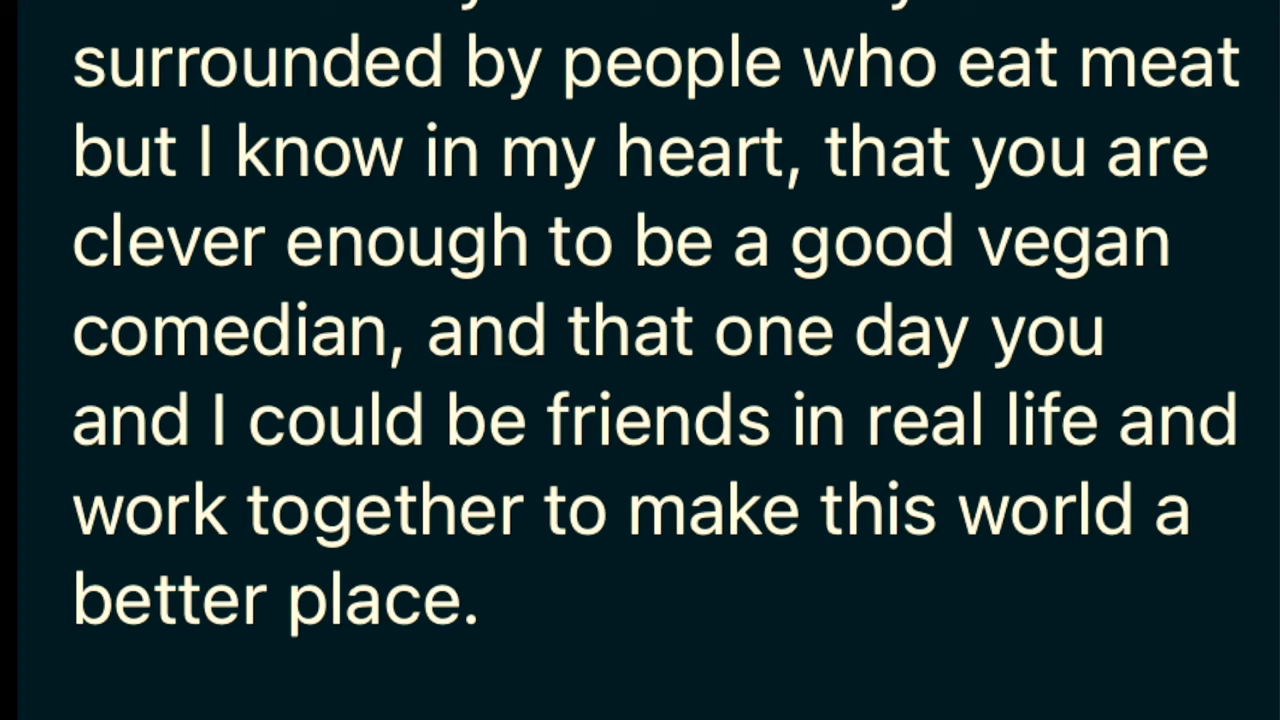 surrounded by people who eat meat
but I know in my heart, that you are
clever enough to be a good vegan
comedian, and that one day you
and I could be friends in real life and
work together to make this world a
better place.